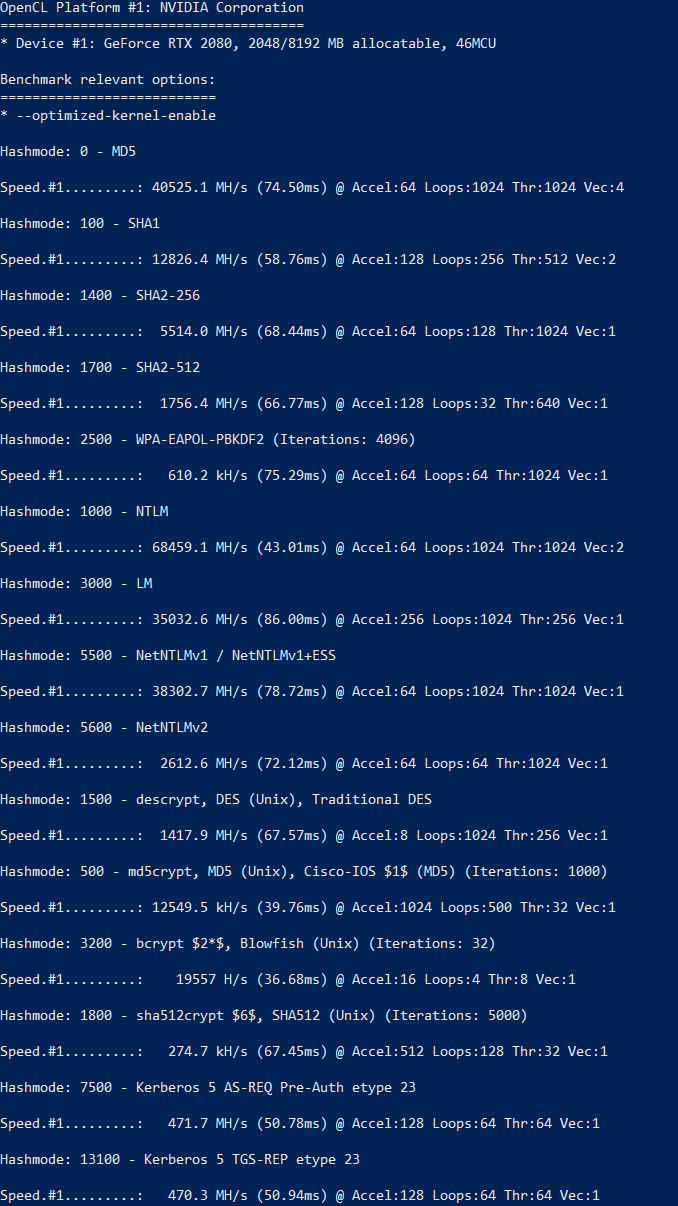 OpenCL Platform #1: NVIDIA Corporation
======================================
* Device #1: GeForce RTX 2080, 2048/8192 MB allocatable, 46MCU
Benchmark relevant options:
===========================
* --optimized-kernel-enable
Hashmode: 0 - MD5
Speed.#1.........: 40525.1 MH/s (74.50ms) @ Accel:64 Loops:1024 Thr:1024 Vec:4
Hashmode: 100 - SHA1
Speed.#1.........: 12826.4 MH/s (58.76ms) @ Accel:128 Loops:256 Thr:512 Vec:2
Hashmode: 1400 - SHA2-256
Speed.#1.........:  5514.0 MH/s (68.44ms) @ Accel:64 Loops:128 Thr:1024 Vec:1
Hashmode: 1700 - SHA2-512
Speed.#1.........:  1756.4 MH/s (66.77ms) @ Accel:128 Loops:32 Thr:640 Vec:1
Hashmode: 2500 - WPA-EAPOL-PBKDF2 (Iterations: 4096)
Speed.#1.........:   610.2 kH/s (75.29ms) @ Accel:64 Loops:64 Thr:1024 Vec:1
Hashmode: 1000 - NTLM
Speed.#1.........: 68459.1 MH/s (43.01ms) @ Accel:64 Loops:1024 Thr:1024 Vec:2
Hashmode: 3000 - LM
Speed.#1.........: 35032.6 MH/s (86.00ms) @ Accel:256 Loops:1024 Thr:256 Vec:1
Hashmode: 5500 - NetNTLMv1 / NetNTLMv1+ESS
Speed.#1.........: 38302.7 MH/s (78.72ms) @ Accel:64 Loops:1024 Thr:1024 Vec:1
Hashmode: 5600 - NetNTLMv2
Speed.#1.........:  2612.6 MH/s (72.12ms) @ Accel:64 Loops:64 Thr:1024 Vec:1
Hashmode: 1500 - descrypt, DES (Unix), Traditional DES
Speed.#1.........:  1417.9 MH/s (67.57ms) @ Accel:8 Loops:1024 Thr:256 Vec:1
Hashmode: 500 - md5crypt, MD5 (Unix), Cisco-IOS $1$ (MD5) (Iterations: 1000)
Speed.#1.........: 12549.5 kH/s (39.76ms) @ Accel:1024 Loops:500 Thr:32 Vec:1
Hashmode: 3200 - bcrypt $2*$, Blowfish (Unix) (Iterations: 32)
Speed.#1.........:    19557 H/s (36.68ms) @ Accel:16 Loops:4 Thr:8 Vec:1
Hashmode: 1800 - sha512crypt $6$, SHA512 (Unix) (Iterations: 5000)
Speed.#1.........:   274.7 kH/s (67.45ms) @ Accel:512 Loops:128 Thr:32 Vec:1
Hashmode: 7500 - Kerberos 5 AS-REQ Pre-Auth etype 23
Speed.#1.........:   471.7 MH/s (50.78ms) @ Accel:128 Loops:64 Thr:64 Vec:1
Hashmode: 13100 - Kerberos 5 TGS-REP etype 23
Speed.#1.........:   470.3 MH/s (50.94ms) @ Accel:128 Loops:64 Thr:64 Vec:1